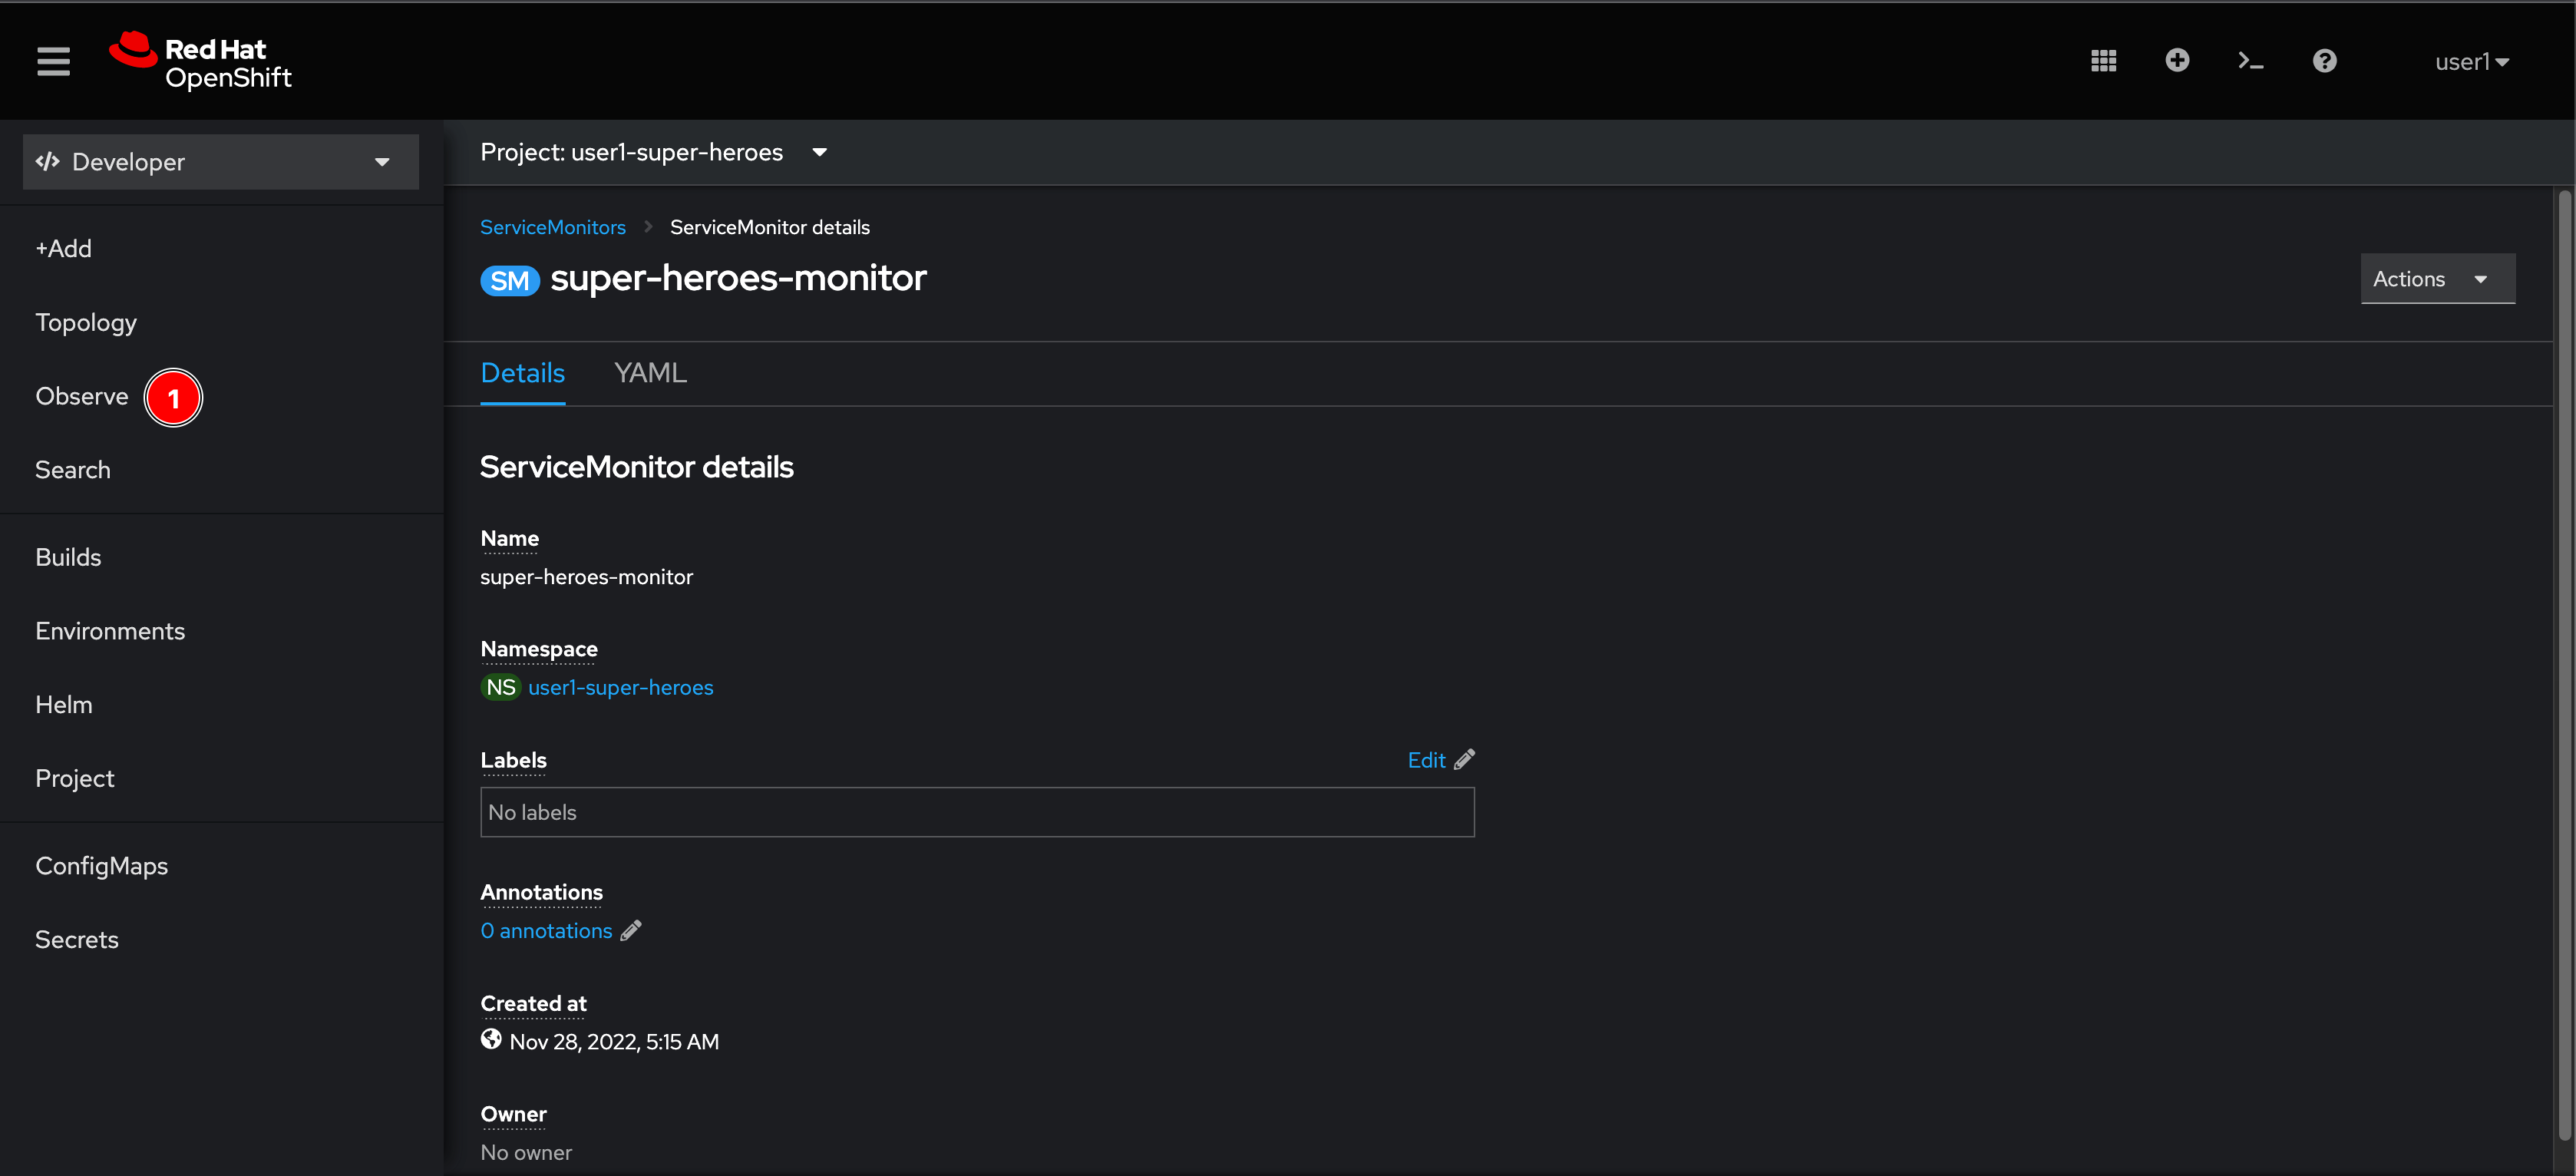 Red Hat
OpenShift
user1
Developer
+Add
Topology
Observe 1
Search
Builds
Environments
Helm
Project
ConfigMaps
Secrets
Project: user1-super-heroes
ServiceMonitors > ServiceMonitor details
SM super-heroes-monitor
Actions
Details YAML
ServiceMonitor details
Name
super-heroes-monitor
Namespace
NS user1-super-heroes
Labels Edit
No labels
Annotations
0 annotations
Created at
Nov 28, 2022, 5:15 AM
Owner
No owner